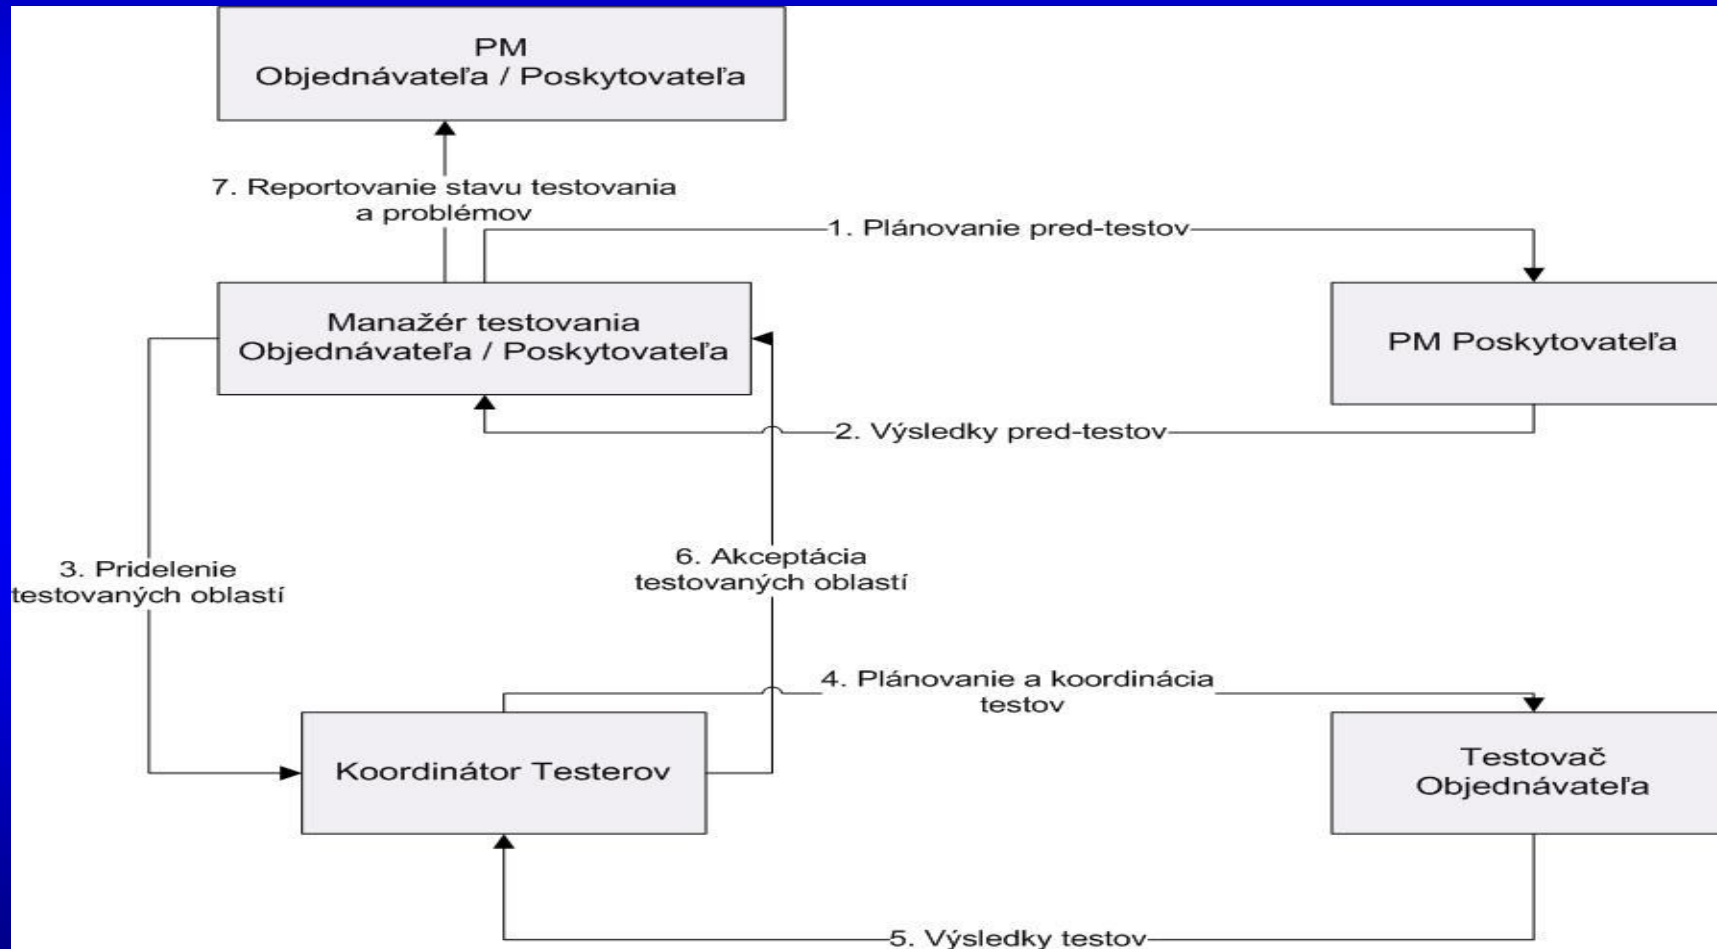 PM
Objednávateľa / Poskytovateľa
7. Reportovanie stavu testovania
a problémov
1. Plánovanie pred-testov
Manažér testovania
Objednávateľa / Poskytovateľa
PM Poskytovateľa
2. Výsledky pred-testov
3. Pridelenie
testovaných oblastí
6. Akceptácia
testovaných oblastí
4. Plánovanie a koordinácia
testov
Koordinátor Testerov
Testovač
Objednávateľa
5. Výsledky testov